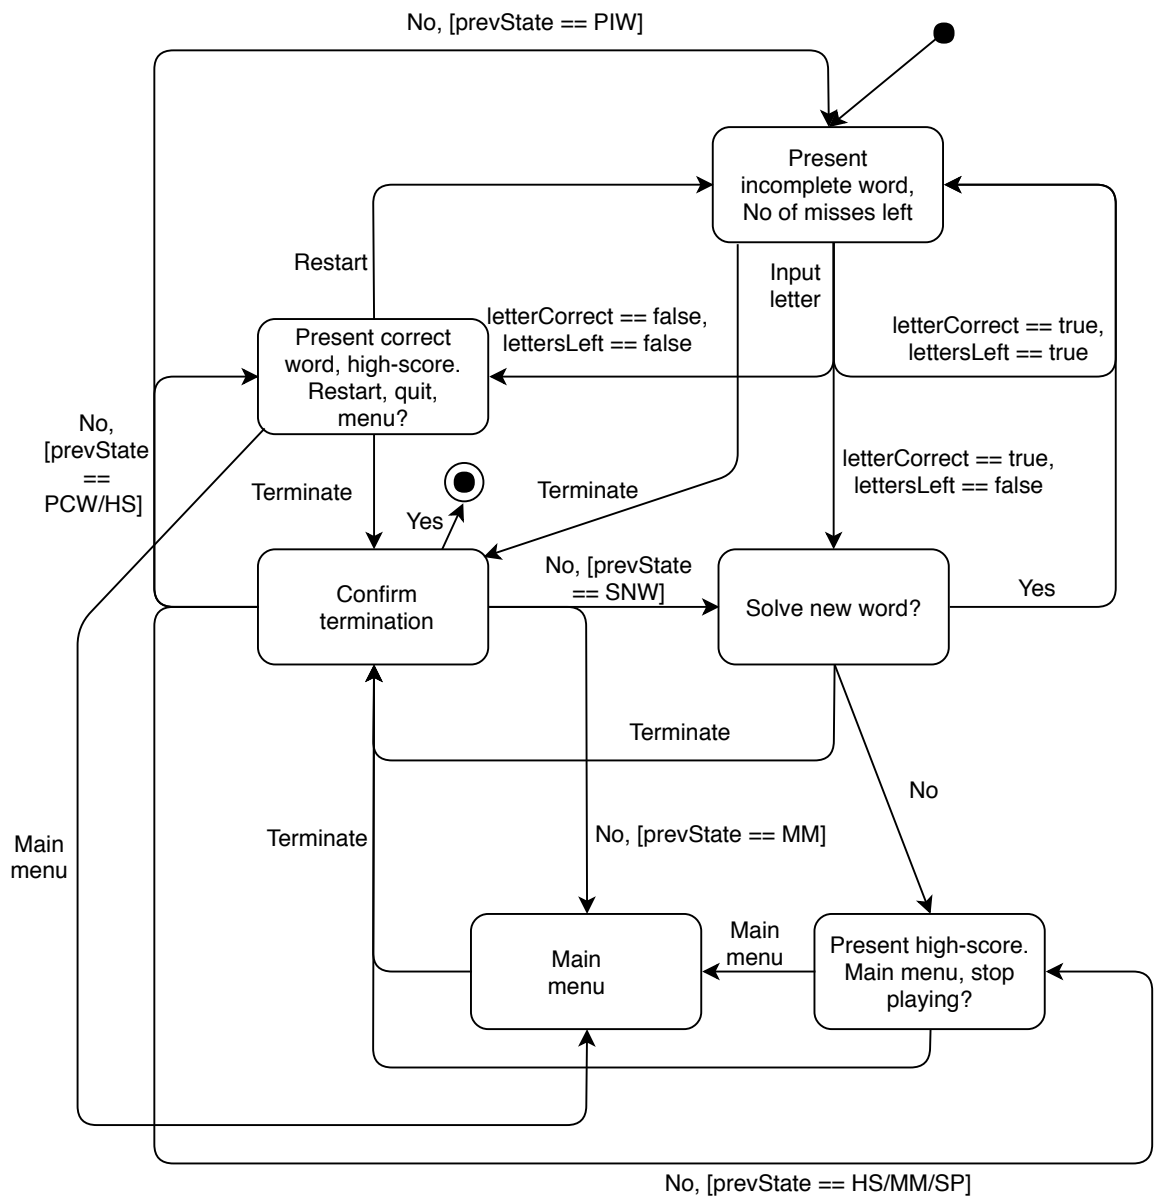 No, [prevState == PIW]
Present
incomplete word,
No of misses left
Restart
Input
letter
letterCorrect == false,
lettersLeft == false
letterCorrect == true,
lettersLeft == true
Present correct
word, high-score.
Restart, quit,
menu?
No,
[prevState
==
PCW/HS]
Terminate
Yes
Terminate
letterCorrect == true,
lettersLeft == false
No, [prevState
== SNW]
Confirm
termination
Solve new word?
Yes
Terminate
No
Main
menu
Terminate
No, [prevState == MM]
Main
menu
Main
menu
Present high-score.
Main menu, stop
playing?
No, [prevState == HS/MM/SP]